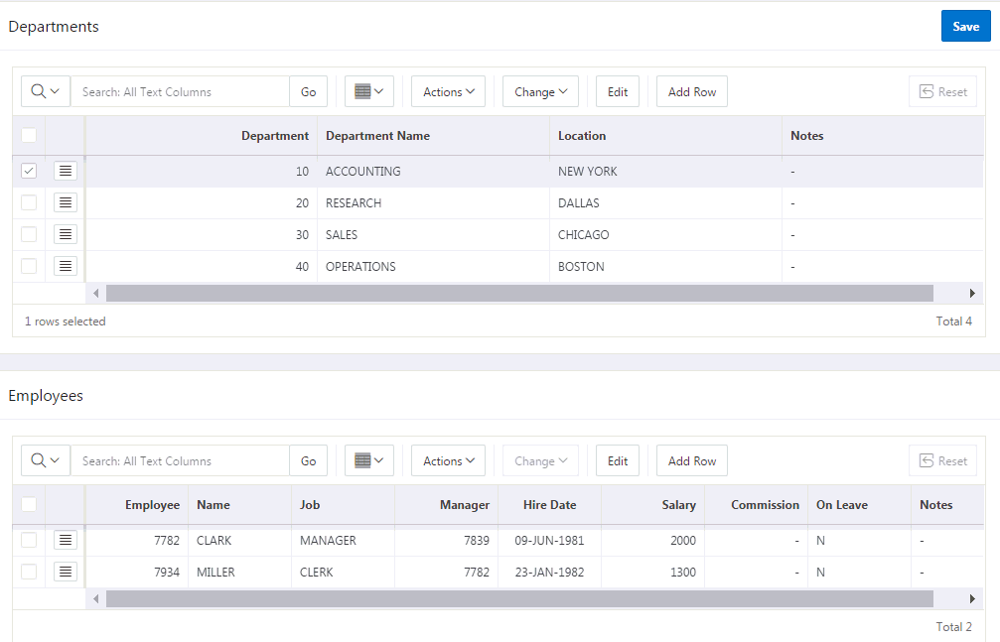 Departments Save
Search: All Text Columns Go Actions Change Edit Add Row Reset
Department Department Name Location Notes
10 ACCOUNTING NEW YORK -
20 RESEARCH DALLAS -
30 SALES CHICAGO -
40 OPERATIONS BOSTON -
1 rows selected Total 4
Employees
Search: All Text Columns Go Actions Change Edit Add Row Reset
Employee Name Job Manager Hire Date Salary Commission On Leave Notes
7782 CLARK MANAGER 7839 09-JUN-1981 2000 - N -
7934 MILLER CLERK 7782 23-JAN-1982 1300 - N -
Total 2